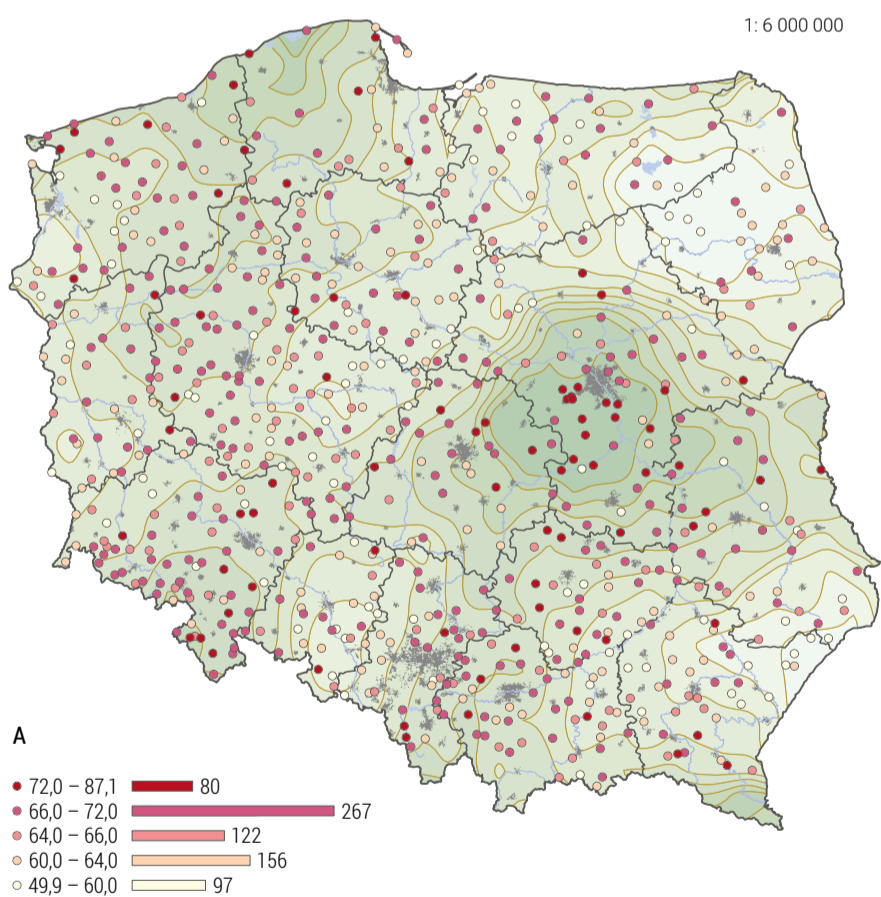 1: 6 000 000
A
72,0 – 87,1 80
66,0 – 72,0 267
64,0 – 66,0 122
60,0 – 64,0 156
49,9 – 60,0 97